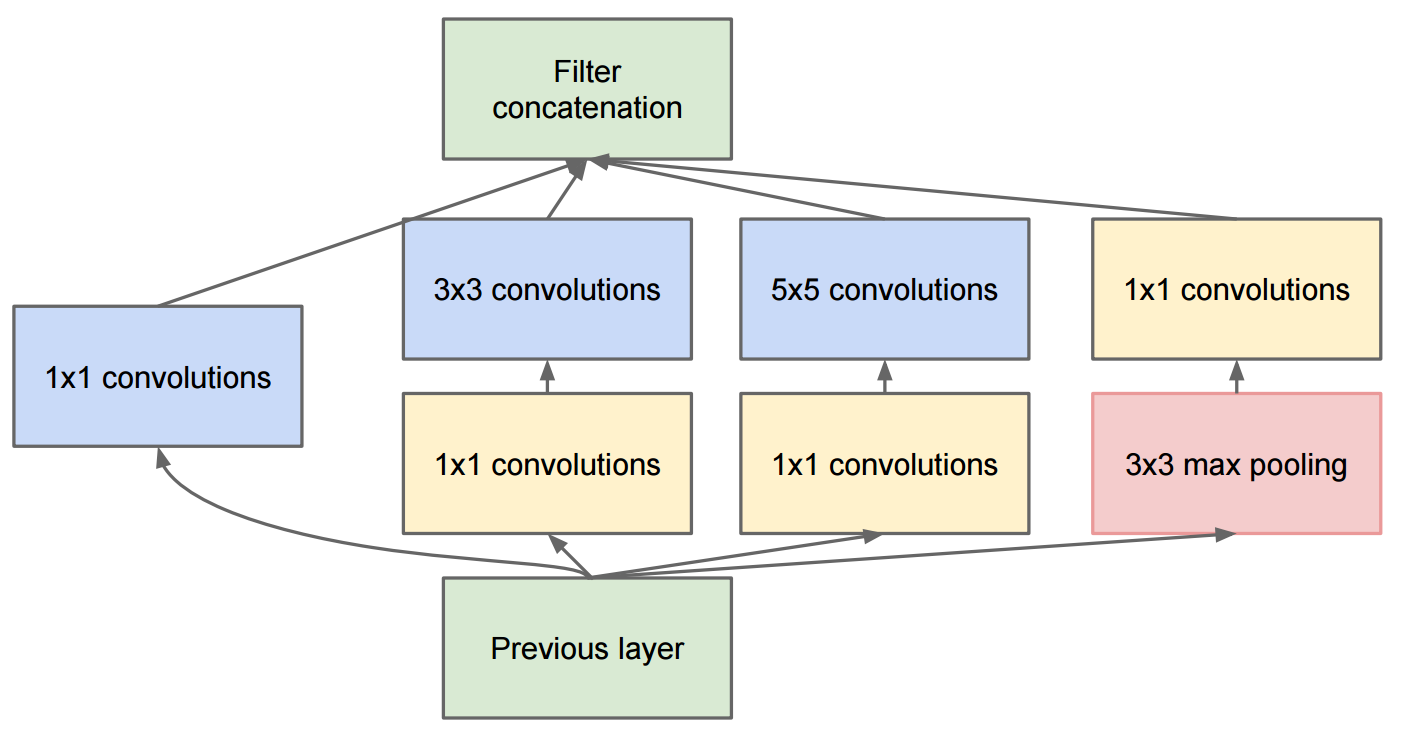 Filter
concatenation
3x3 convolutions
5x5 convolutions
1x1 convolutions
1x1 convolutions
1x1 convolutions
1x1 convolutions
3x3 max pooling
Previous layer